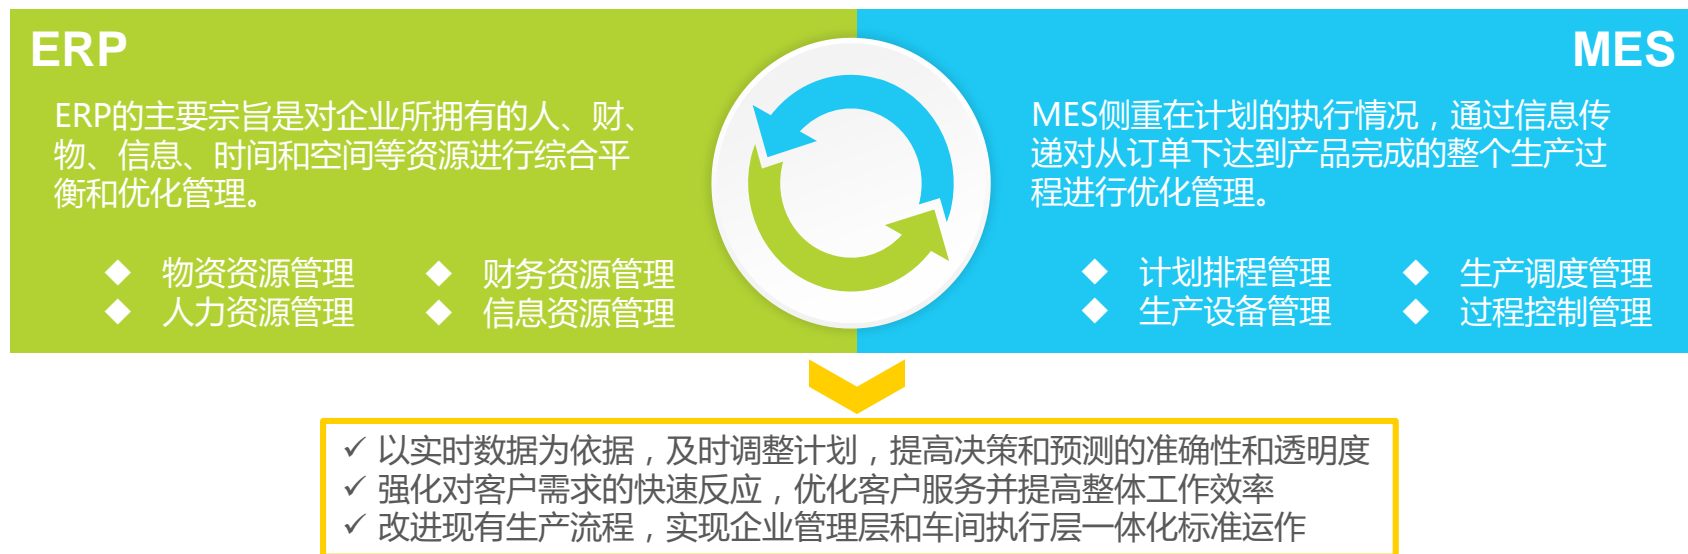 ERP
ERP的主要宗旨是对企业所拥有的人、财、
物、信息、时间和空间等资源进行综合平
衡和优化管理。
◆ 物资资源管理 ◆ 财务资源管理
◆ 人力资源管理 ◆ 信息资源管理
MES
MES侧重在计划的执行情况，通过信息传
递对从订单下达到产品完成的整个生产过
程进行优化管理。
◆ 计划排程管理 ◆ 生产调度管理
◆ 生产设备管理 ◆ 过程控制管理
✓ 以实时数据为依据，及时调整计划，提高决策和预测的准确性和透明度
✓ 强化对客户需求的快速反应，优化客户服务并提高整体工作效率
✓ 改进现有生产流程，实现企业管理层和车间执行层一体化标准运作